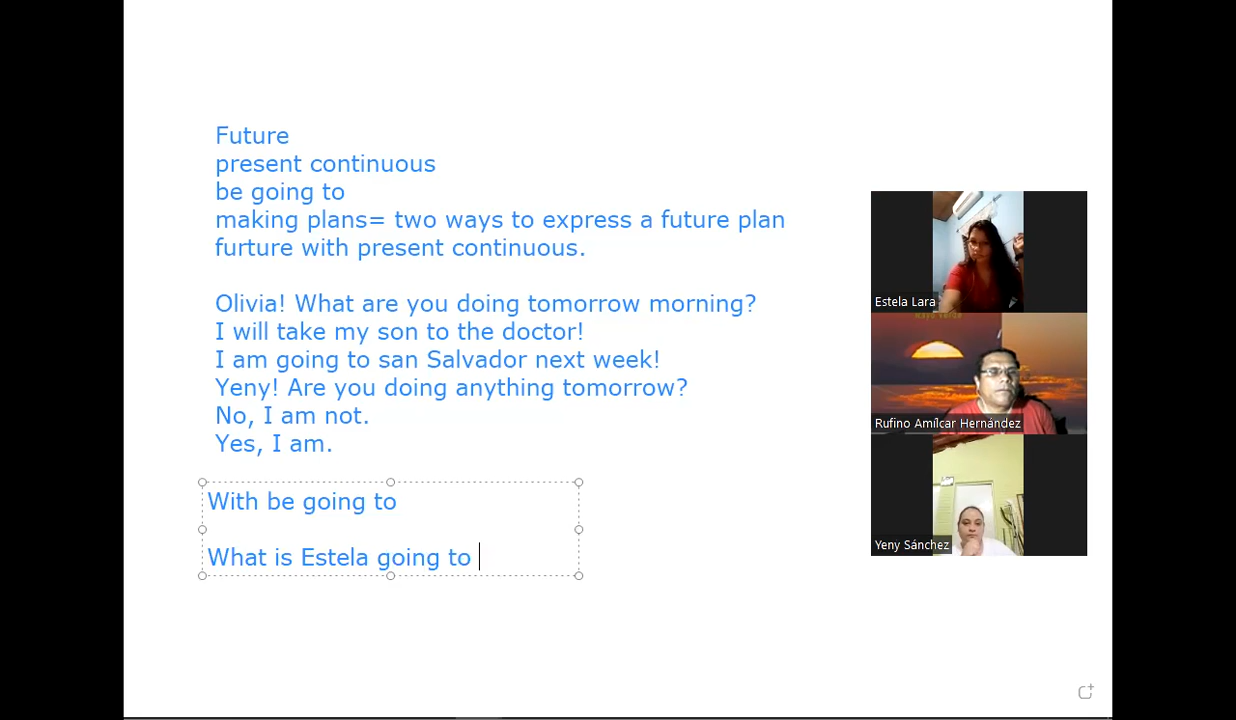 Future
present continuous
be going to
making plans= two ways to express a future plan
furture with present continuous.
Olivia! What are you doing tomorrow morning?
I will take my son to the doctor!
I am going to san Salvador next week!
Yeny! Are you doing anything tomorrow?
No, I am not.
Yes, I am.
With be going to
What is Estela going to
Estela Lara
Rufino Amílcar Hernández
Yeny Sánchez